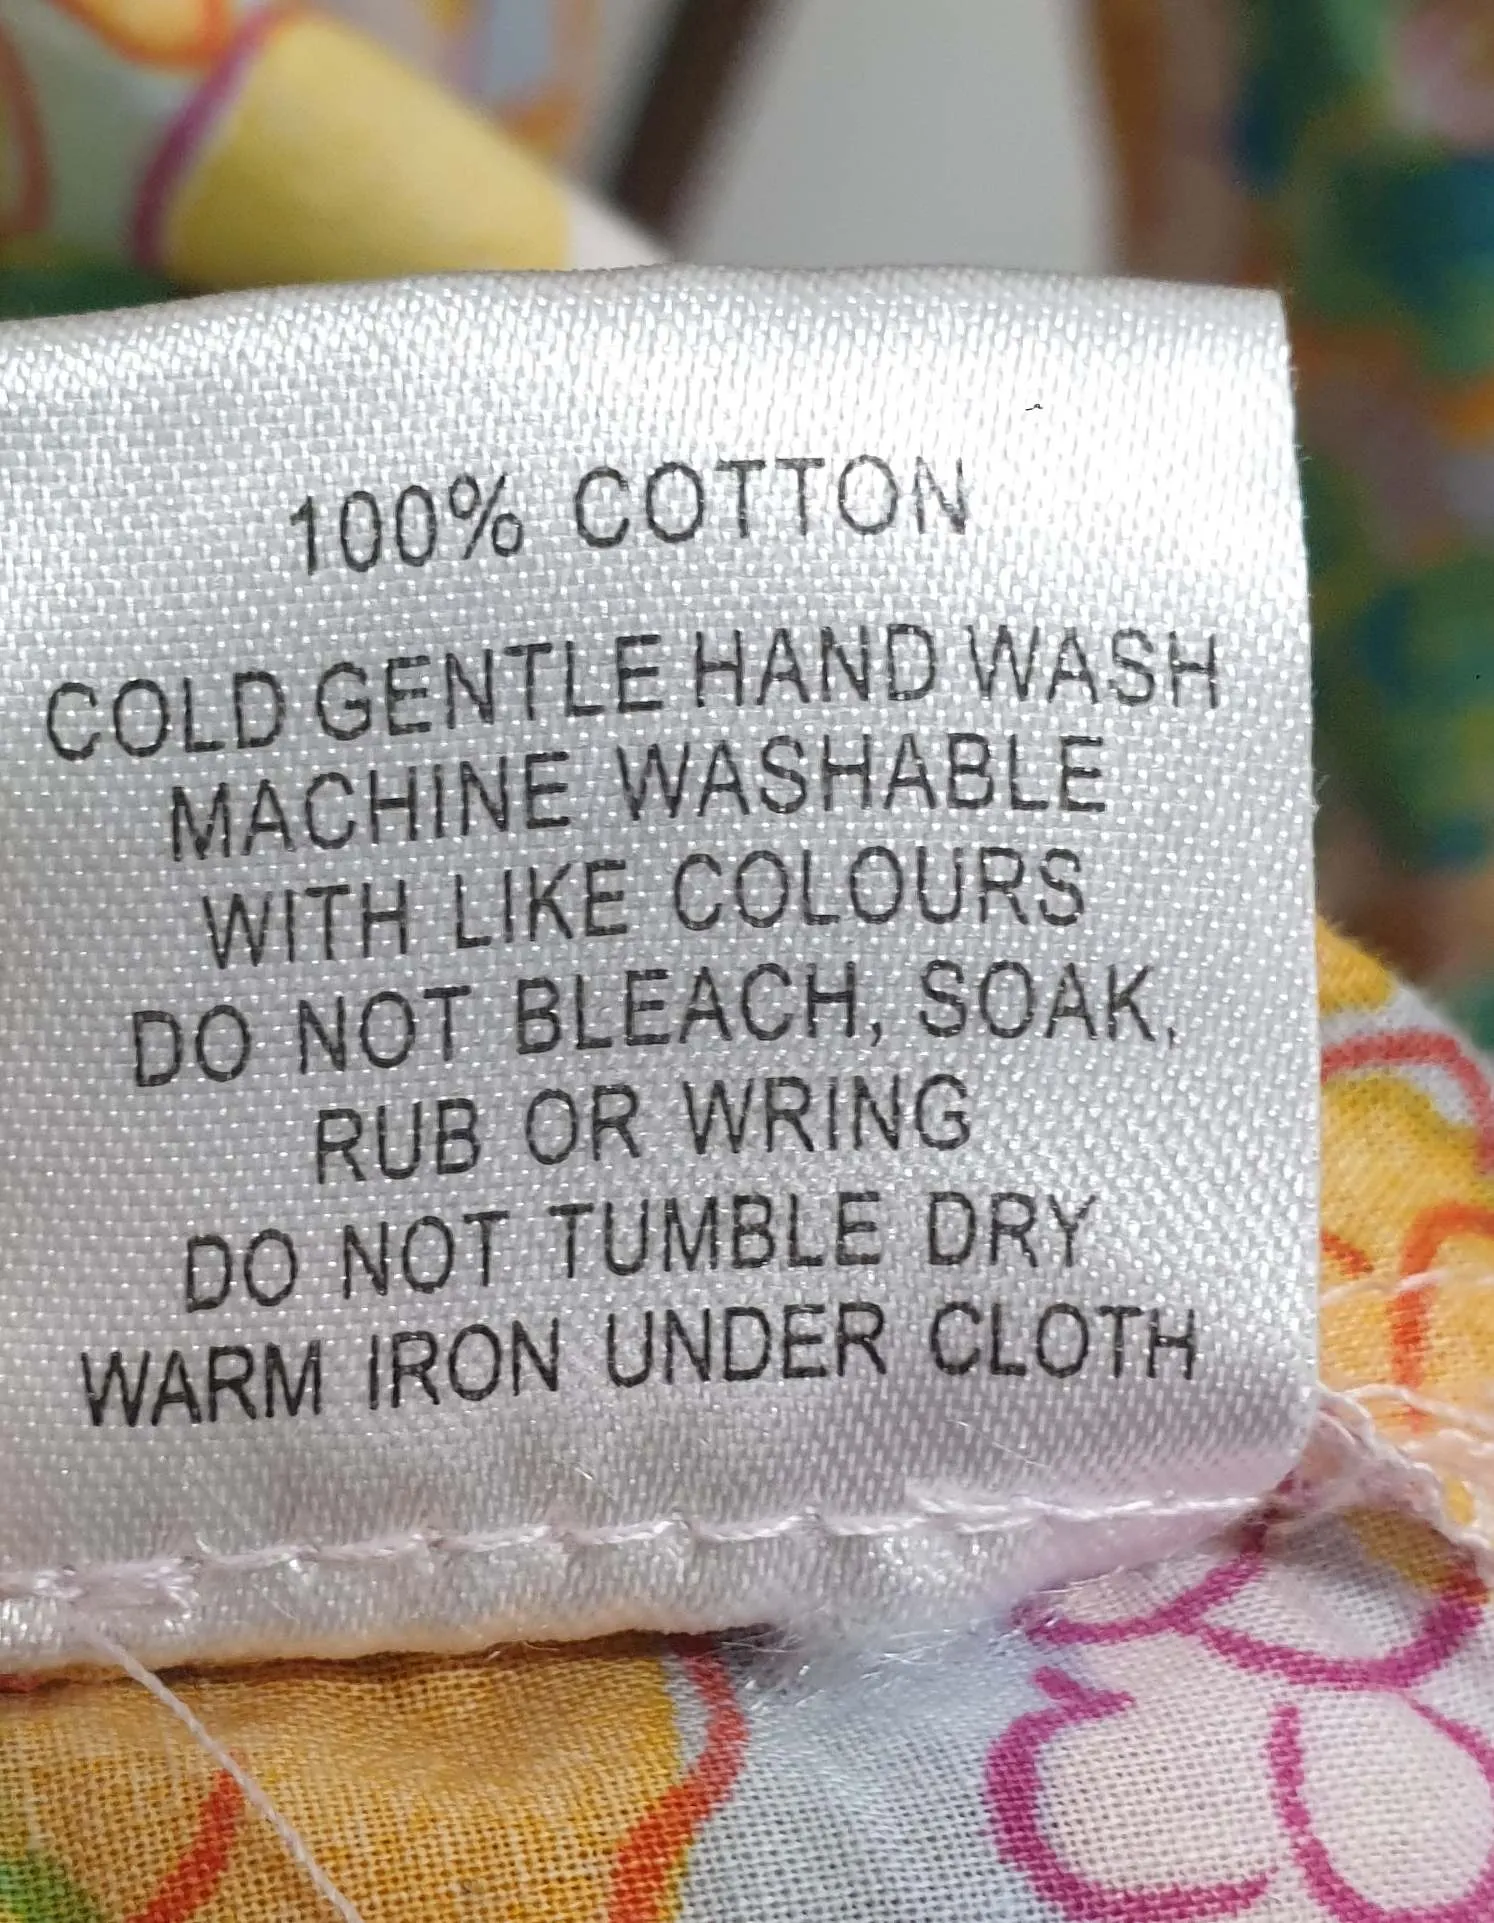 100% COTTON
COLD GENTLE HAND WASH
MACHINE WASHABLE
WITH LIKE COLOURS
DO NOT BLEACH, SOAK,
RUB OR WRING
DO NOT TUMBLE DRY
WARM IRON UNDER CLOTH